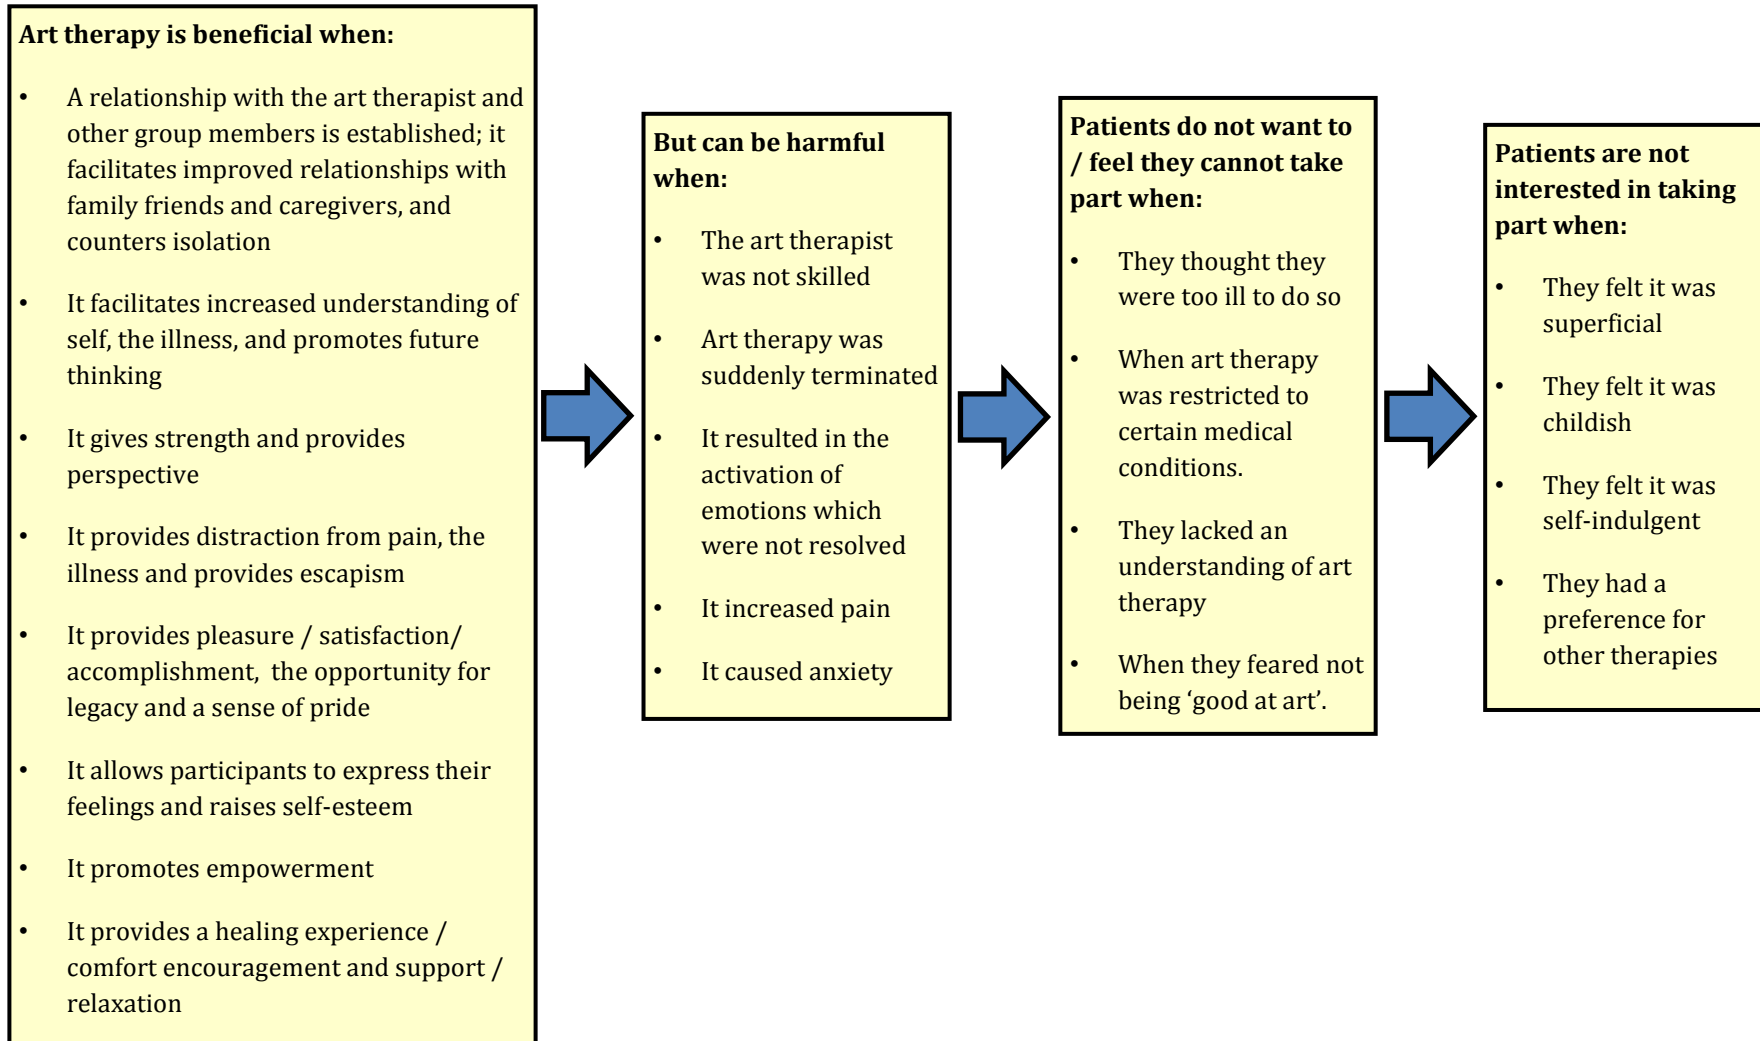 Art therapy is beneficial when:
• A relationship with the art therapist and
other group members is established; it
facilitates improved relationships with
family friends and caregivers, and
counters isolation
• It facilitates increased understanding of
self, the illness, and promotes future
thinking
• It gives strength and provides
perspective
• It provides distraction from pain, the
illness and provides escapism
• It provides pleasure / satisfaction/
accomplishment, the opportunity for
legacy and a sense of pride
• It allows participants to express their
feelings and raises self-esteem
• It promotes empowerment
• It provides a healing experience /
comfort encouragement and support /
relaxation
But can be harmful
when:
• The art therapist
was not skilled
• Art therapy was
suddenly terminated
• It resulted in the
activation of
emotions which
were not resolved
• It increased pain
• It caused anxiety
Patients do not want to
/ feel they cannot take
part when:
• They thought they
were too ill to do so
• When art therapy
was restricted to
certain medical
conditions.
• They lacked an
understanding of art
therapy
• When they feared not
being ‘good at art’.
Patients are not
interested in taking
part when:
• They felt it was
superficial
• They felt it was
childish
• They felt it was
self-indulgent
• They had a
preference for
other therapies